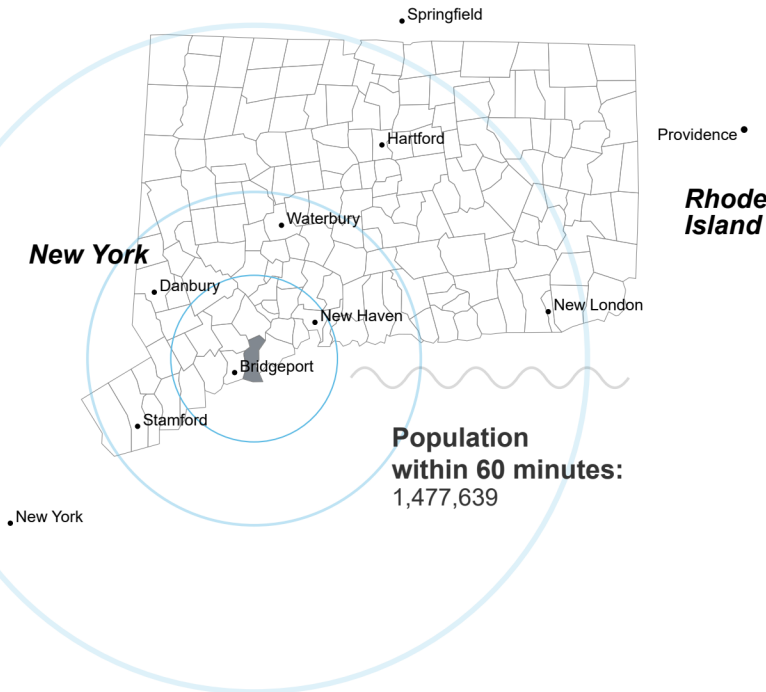 Springfield
Hartford
Providence
Rhode
Island
Waterbury
New York
Danbury
New London
New Haven
Bridgeport
Stamford
Population
within 60 minutes:
1,477,639
New York